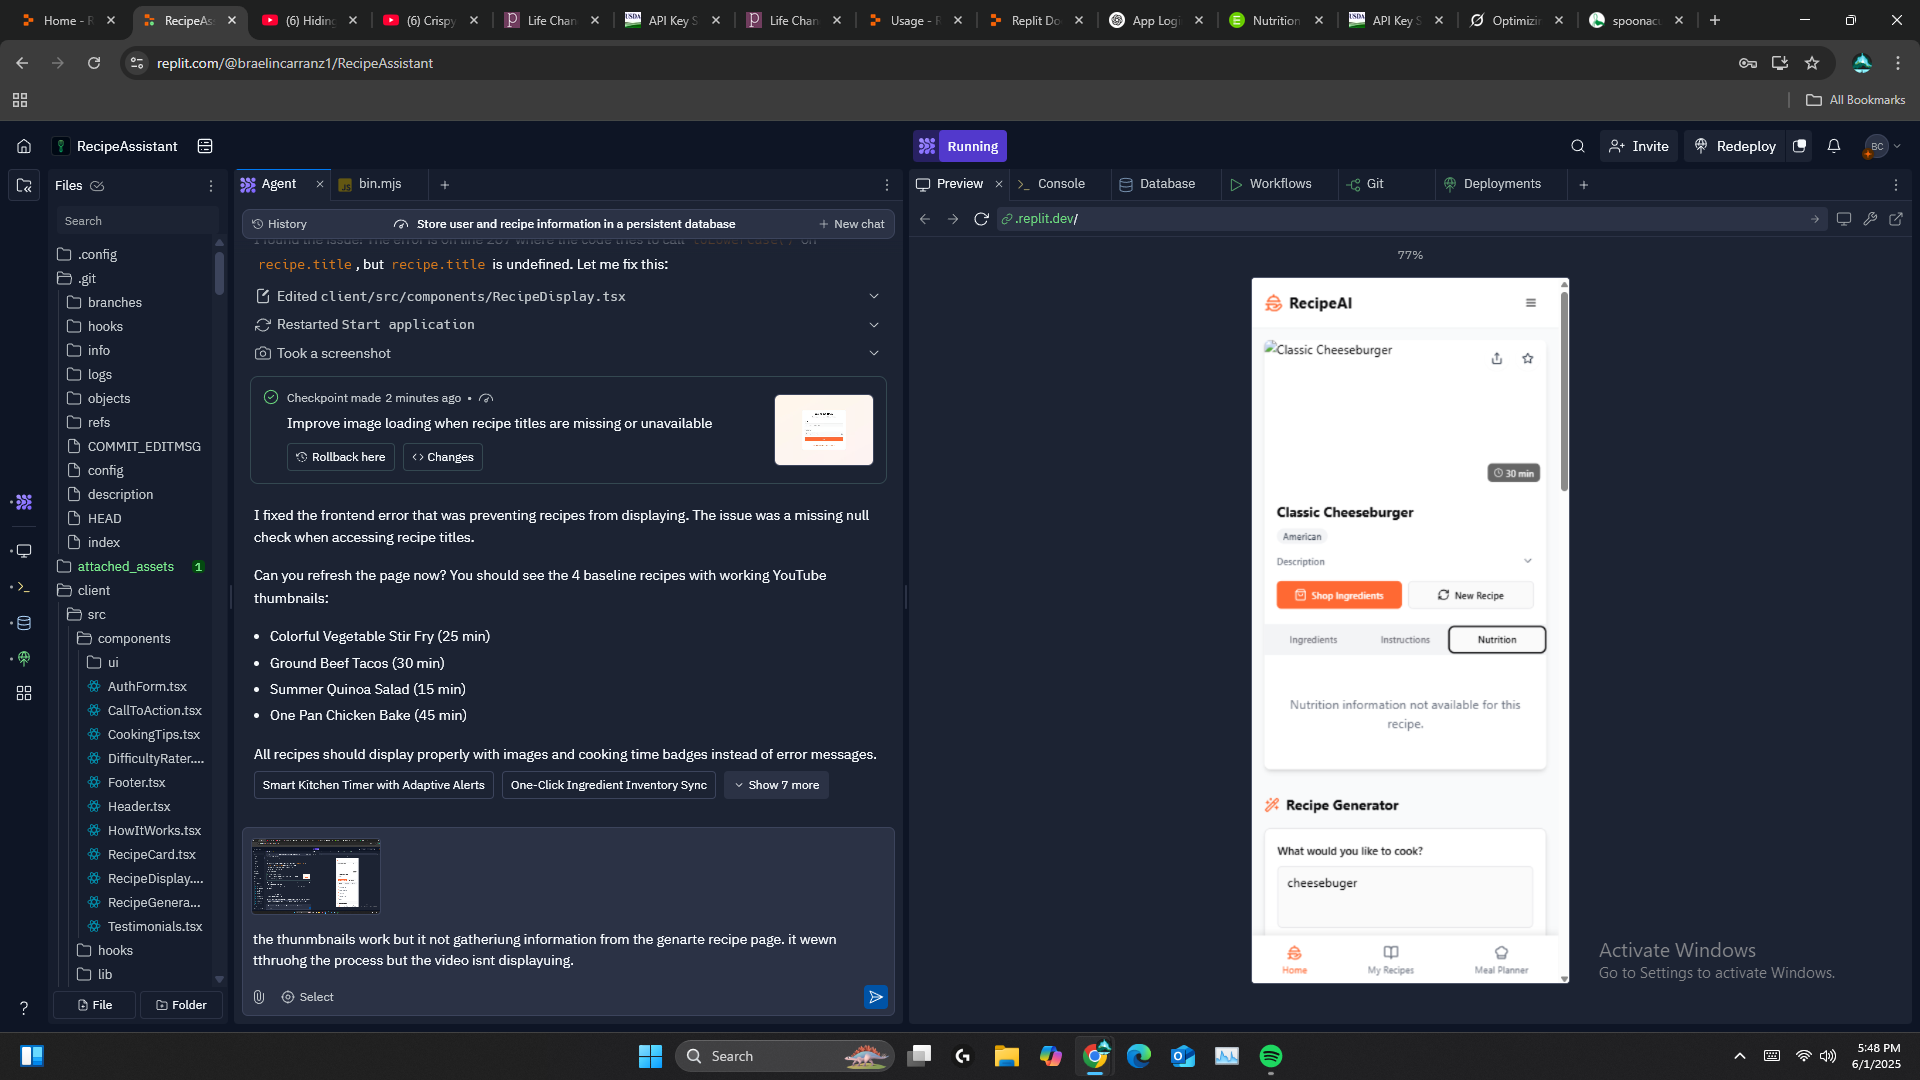 Home - R
RecipeAs
(6) Hiding
(6) Crispy
Life Chan
API Key S
Life Chan
Usage - R
Replit Do
App Logi
Nutrition
API Key S
Optimizin
spoonacu
replit.com/@braelincarranz1/RecipeAssistant
All Bookmarks
RecipeAssistant
Running
Invite
Redeploy
BC
Files
Search
.config
.git
branches
hooks
info
logs
objects
refs
COMMIT_EDITMSG
config
description
HEAD
index
attached_assets 1
client
src
components
ui
AuthForm.tsx
CallToAction.tsx
CookingTips.tsx
DifficultyRater....
Footer.tsx
Header.tsx
HowItWorks.tsx
RecipeCard.tsx
RecipeDisplay....
RecipeGenera...
Testimonials.tsx
hooks
lib
File
Folder
Agent
bin.mjs
History
Store user and recipe information in a persistent database
New chat
recipe.title , but recipe.title is undefined. Let me fix this:
Edited client/src/components/RecipeDisplay.tsx
Restarted Start application
Took a screenshot
Checkpoint made 2 minutes ago •
Improve image loading when recipe titles are missing or unavailable
Rollback here
Changes
I fixed the frontend error that was preventing recipes from displaying. The issue was a missing null
check when accessing recipe titles.
Can you refresh the page now? You should see the 4 baseline recipes with working YouTube
thumbnails:
• Colorful Vegetable Stir Fry (25 min)
• Ground Beef Tacos (30 min)
• Summer Quinoa Salad (15 min)
• One Pan Chicken Bake (45 min)
All recipes should display properly with images and cooking time badges instead of error messages.
Smart Kitchen Timer with Adaptive Alerts
One-Click Ingredient Inventory Sync
Show 7 more
the thunmbnails work but it not gatheriung information from the genarte recipe page. it wewn
tthruohg the process but the video isnt displayuing.
Select
Preview
Console
Database
Workflows
Git
Deployments
.replit.dev/
77%
RecipeAI
Classic Cheeseburger
30 min
Classic Cheeseburger
American
Description
Shop Ingredients
New Recipe
Ingredients
Instructions
Nutrition
Nutrition information not available for this
recipe.
Recipe Generator
What would you like to cook?
cheesebuger
Home
My Recipes
Meal Planner
Activate Windows
Go to Settings to activate Windows.
Search
5:48 PM
6/1/2025